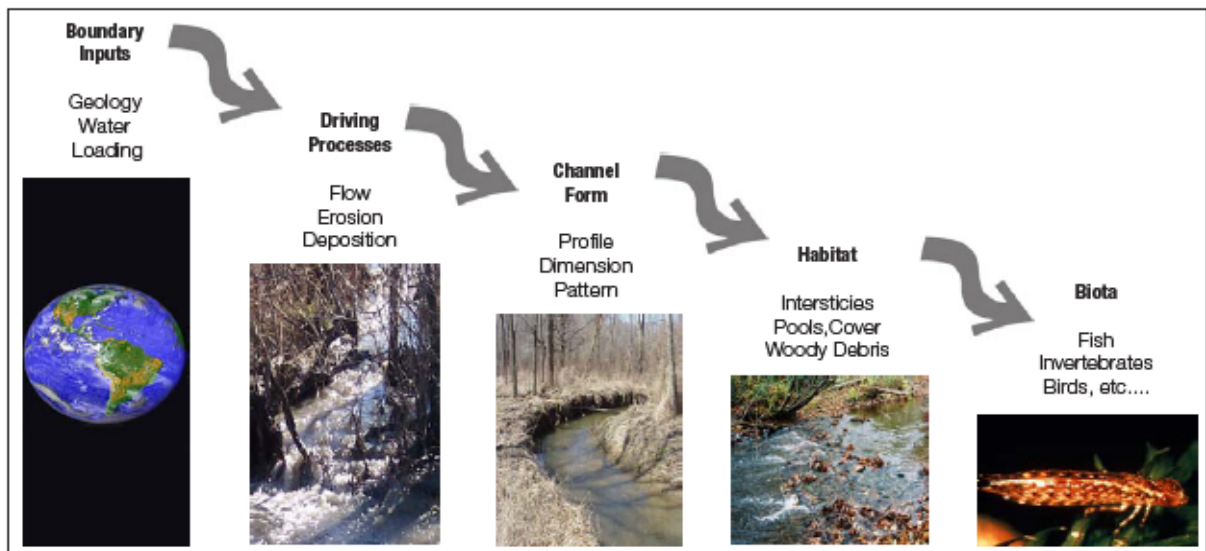 Boundary
Inputs
Geology
Water
Loading
Driving
Processes
Flow
Erosion
Deposition
Channel
Form
Profile
Dimension
Pattern
Habitat
Intersticies
Pools,Cover
Woody Debris
Biota
Fish
Invertebrates
Birds, etc....